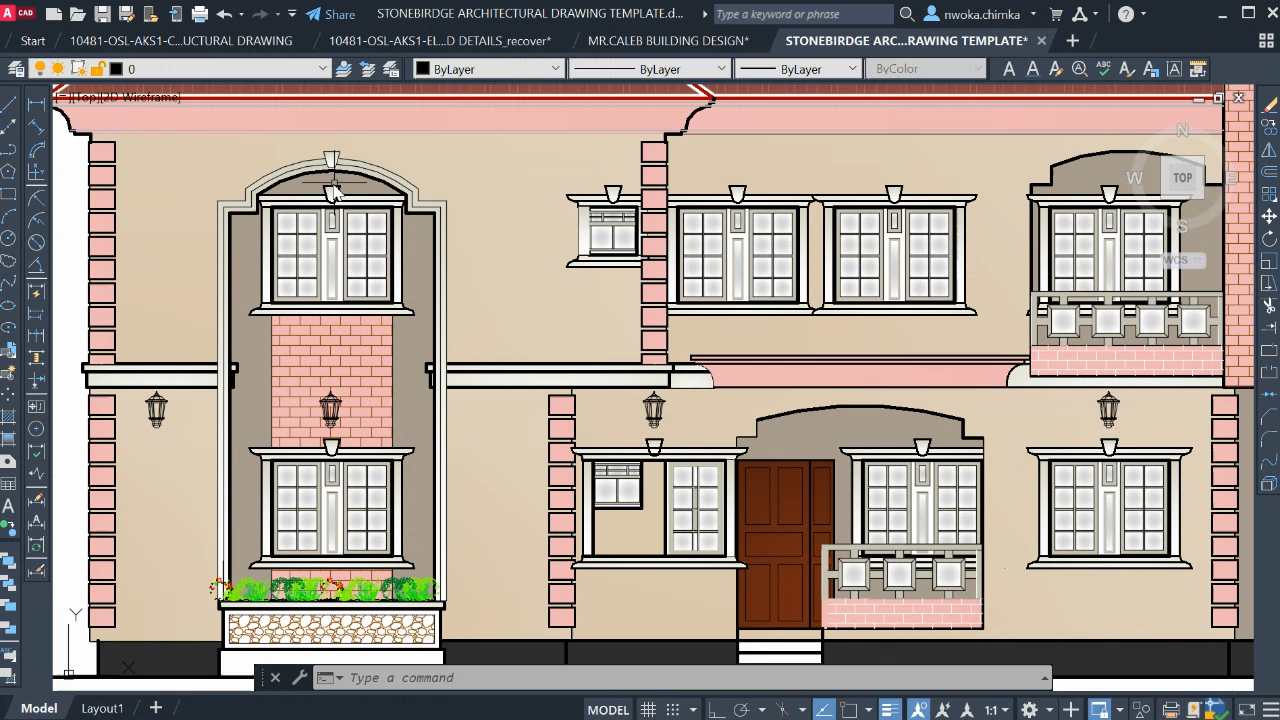 CAD Share STONEBIRDGE ARCHITECTURAL DRAWING TEMPLATE.d... Type a keyword or phrase nwoka.chimka
Start 10481-OSL-AKS1-C...UCTURAL DRAWING 10481-OSL-AKS1-EL...D DETAILS_recover* MR.CALEB BUILDING DESIGN* STONEBIRDGE ARC...RAWING TEMPLATE*
0 ByLayer ByLayer ByLayer ByColor
[−][Top][2D Wireframe]
N
W TOP E
S
WCS
Y
X
Type a command
Model Layout1 MODEL 1:1